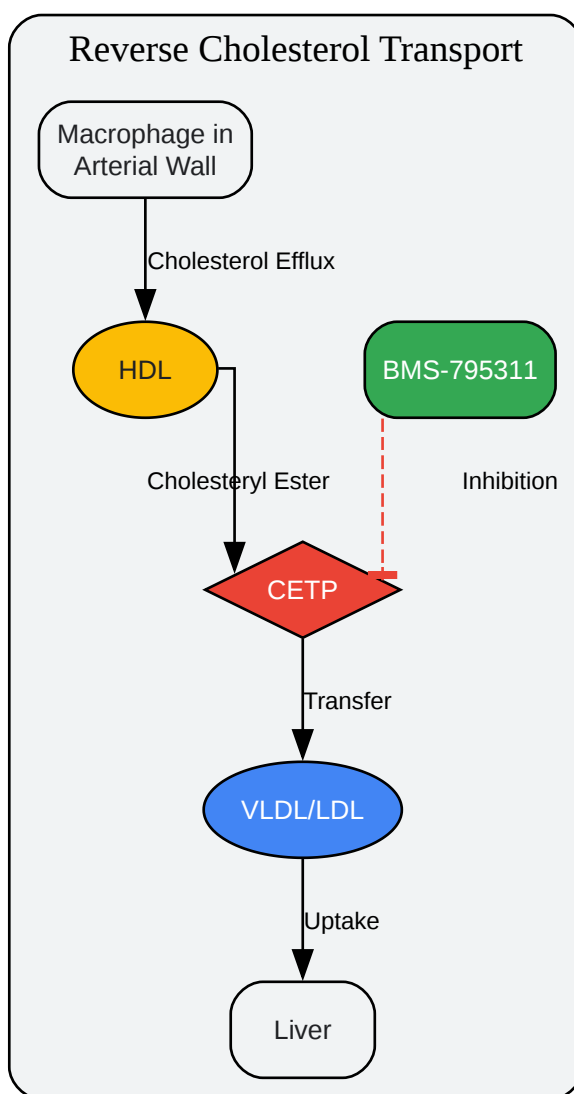 Reverse Cholesterol Transport
Macrophage in
Arterial Wall
Cholesterol Efflux
HDL
BMS-795311
Cholesteryl Ester
Inhibition
CETP
Transfer
VLDL/LDL
Uptake
Liver